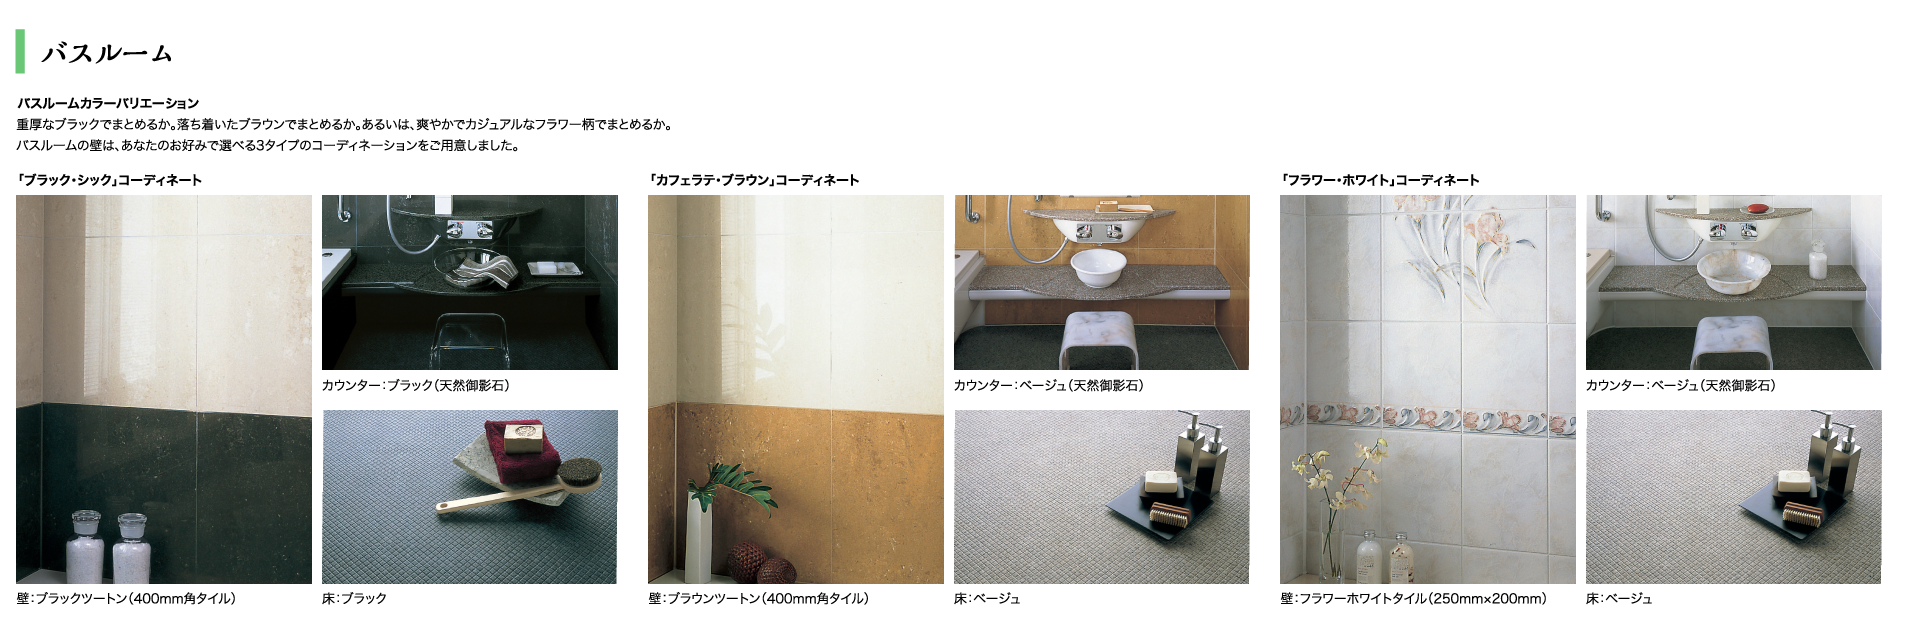 バスルーム
バスルームカラーバリエーション
重厚なブラックでまとめるか。落ち着いたブラウンでまとめるか。あるいは、爽やかでカジュアルなフラワー柄でまとめるか。
バスルームの壁は、あなたのお好みで選べる3タイプのコーディネーションをご用意しました。
「ブラック・シック」コーディネート
カウンター：ブラック（天然御影石）
壁：ブラックツートン（400mm角タイル）
床：ブラック
「カフェラテ・ブラウン」コーディネート
カウンター：ベージュ（天然御影石）
壁：ブラウンツートン（400mm角タイル）
床：ベージュ
「フラワー・ホワイト」コーディネート
カウンター：ベージュ（天然御影石）
壁：フラワーホワイトタイル（250mm×200mm）
床：ベージュ